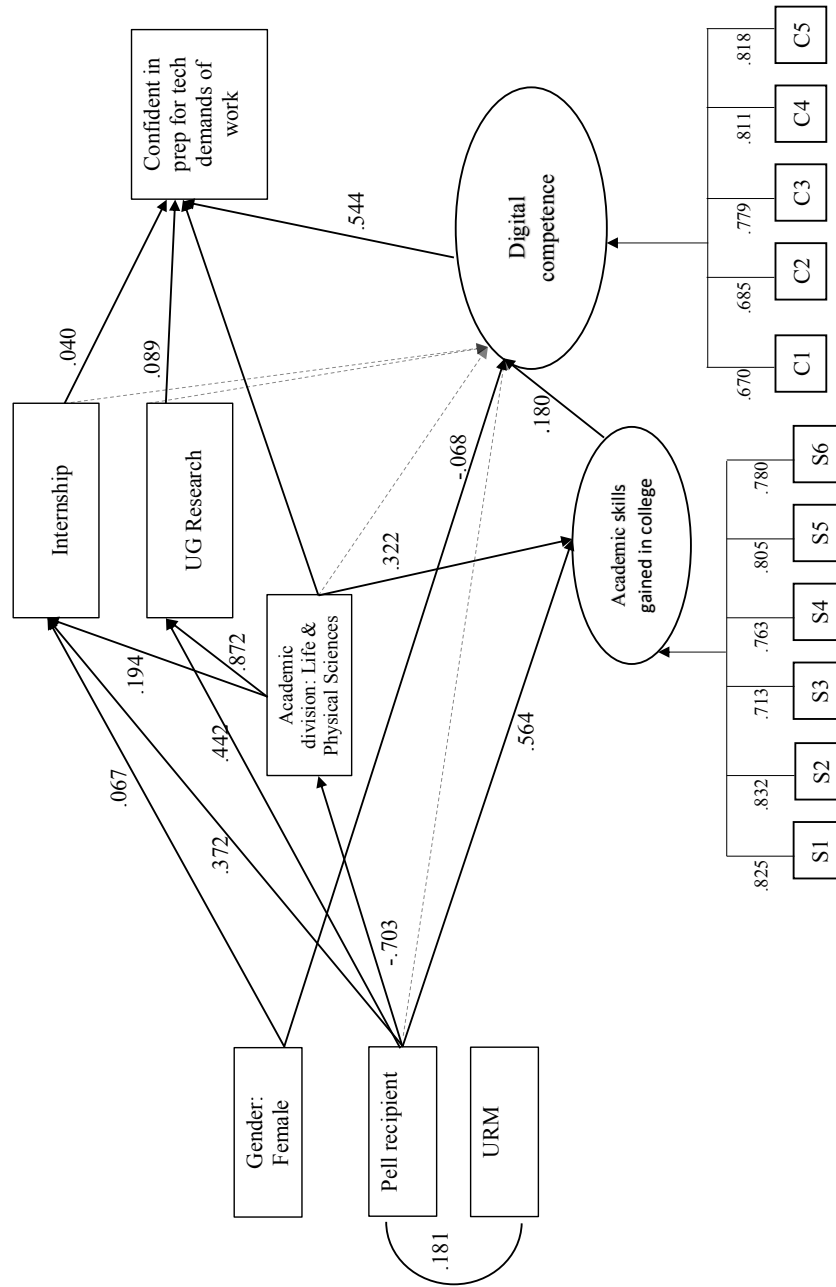 Gender:
Female
Pell recipient
URM
.181
.067
.372
.442
-.703
.194
.872
Internship
UG Research
Academic
division: Life &
Physical Sciences
.040
.089
Confident in
prep for tech
demands of
work
.322
-.068
.564
.180
.544
Academic skills
gained in college
Digital
competence
.825
.832
.713
.763
.805
.780
S1
S2
S3
S4
S5
S6
.670
.685
.779
.811
.818
C1
C2
C3
C4
C5